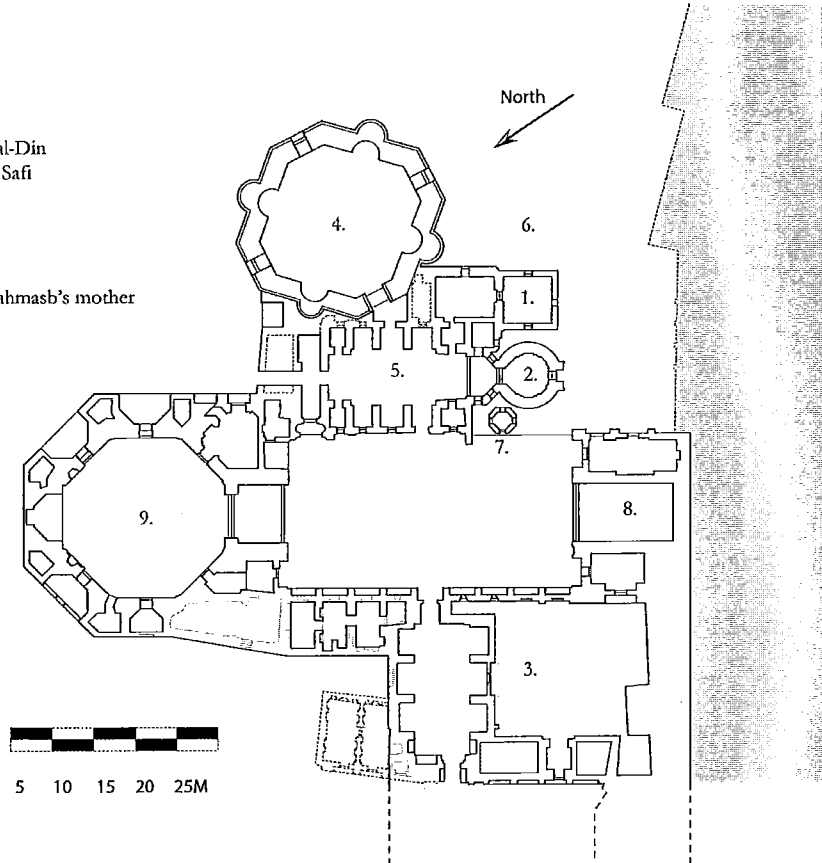 al-Din
Safi
ahmasb's mother
North
4.
6.
1.
5.
2.
7.
9.
8.
3.
5 10 15 20 25M